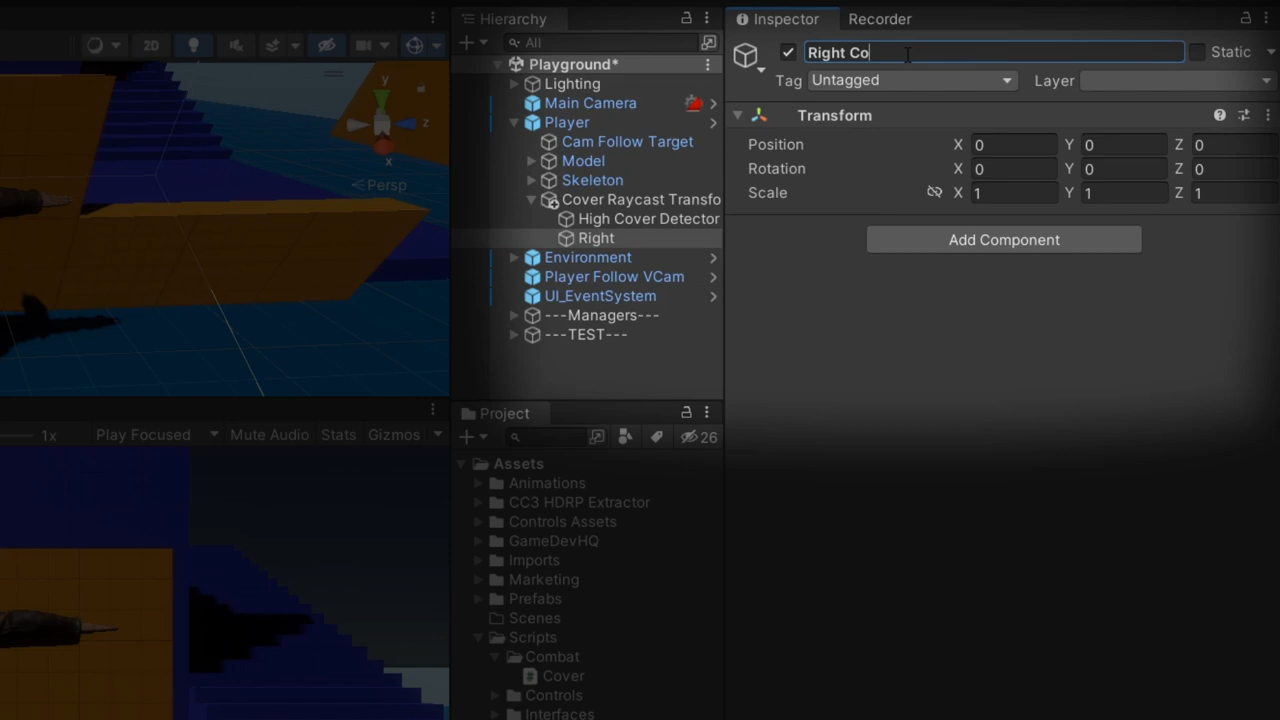 2D
y
z
x
Persp
1x
Play Focused
Mute Audio
Stats
Gizmos
Hierarchy
All
Playground*
Lighting
Main Camera
Player
Cam Follow Target
Model
Skeleton
Cover Raycast Transfo
High Cover Detector
Right
Environment
Player Follow VCam
UI_EventSystem
---Managers---
---TEST---
Project
26
Assets
Animations
CC3 HDRP Extractor
Controls Assets
GameDevHQ
Imports
Marketing
Prefabs
Scenes
Scripts
Combat
Cover
Controls
Interfaces
Inspector Recorder
Right Co Static
Tag Untagged Layer
Transform
Position X 0 Y 0 Z 0
Rotation X 0 Y 0 Z 0
Scale X 1 Y 1 Z 1
Add Component